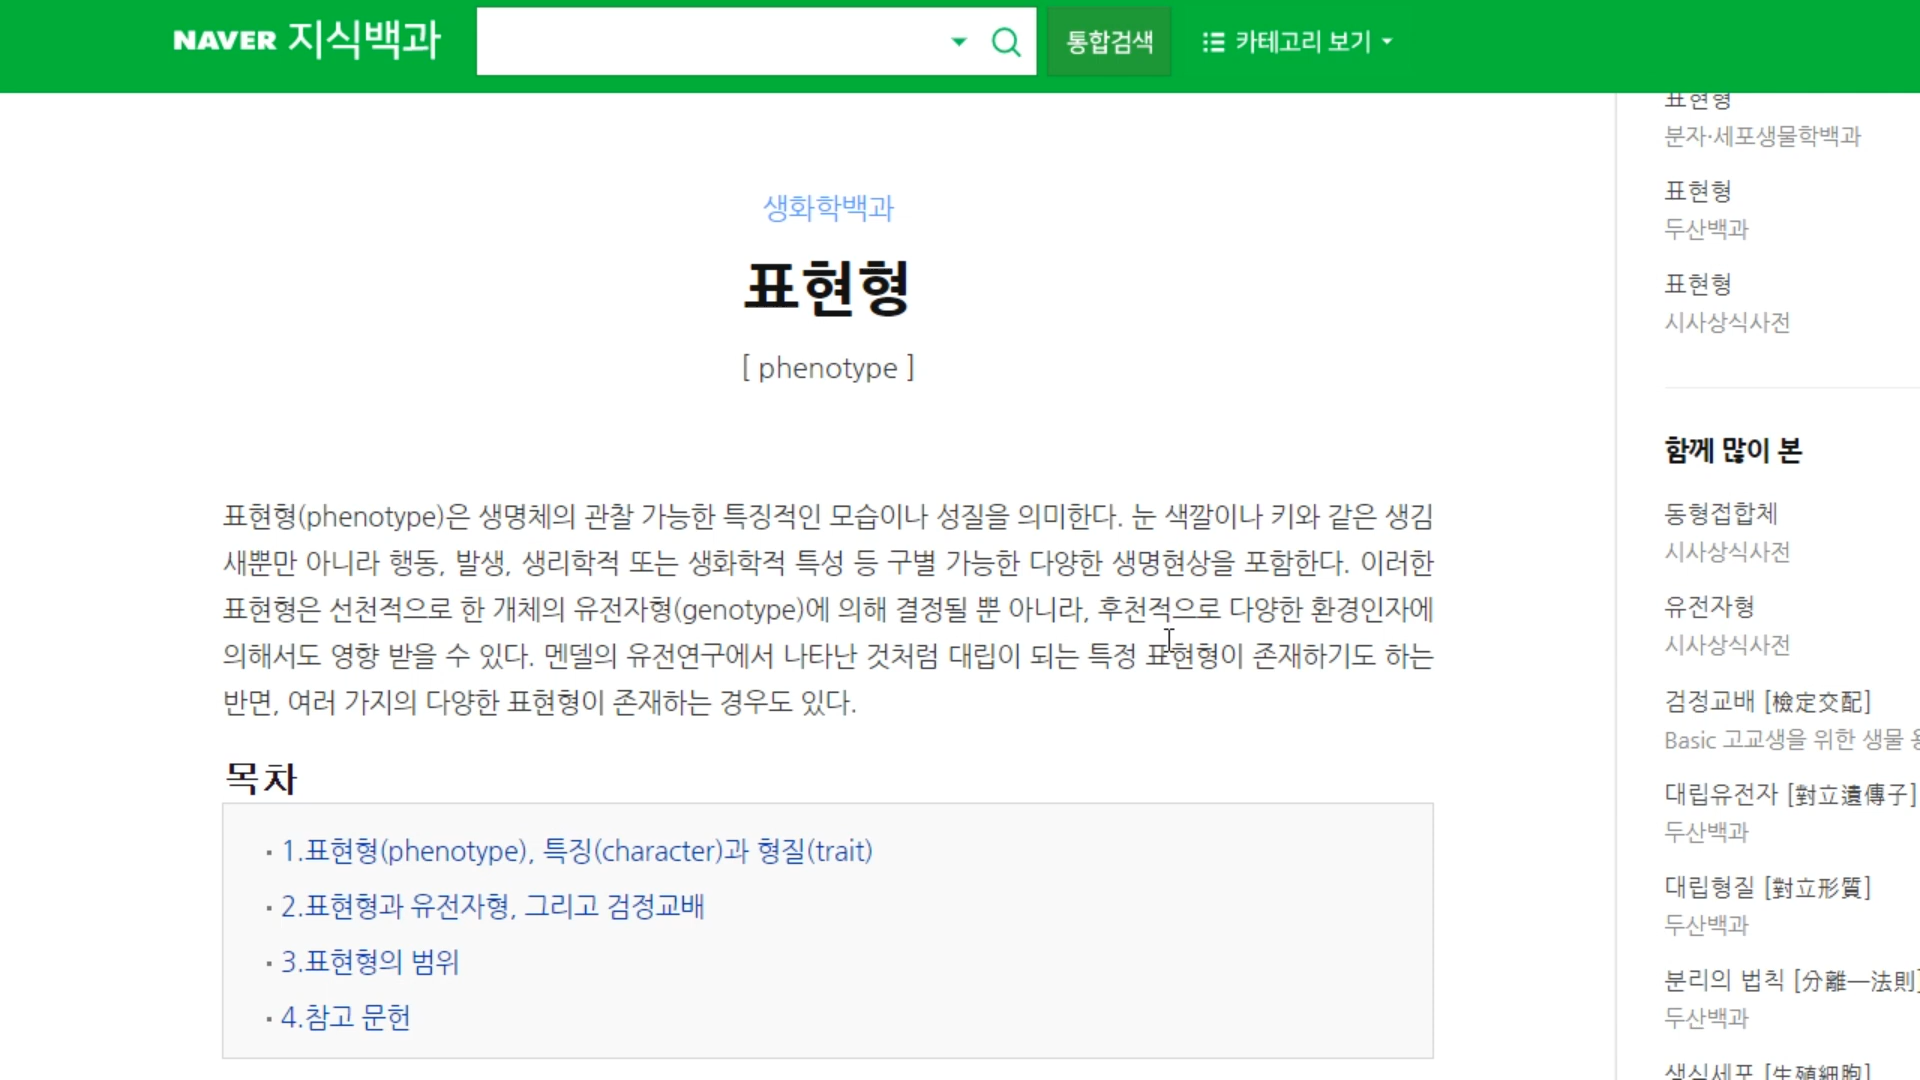 NAVER 지식백과
통합검색
카테고리 보기
생화학백과
표현형
[ phenotype ]
표현형(phenotype)은 생명체의 관찰 가능한 특징적인 모습이나 성질을 의미한다. 눈 색깔이나 키와 같은 생김
새뿐만 아니라 행동, 발생, 생리학적 또는 생화학적 특성 등 구별 가능한 다양한 생명현상을 포함한다. 이러한
표현형은 선천적으로 한 개체의 유전자형(genotype)에 의해 결정될 뿐 아니라, 후천적으로 다양한 환경인자에
의해서도 영향 받을 수 있다. 멘델의 유전연구에서 나타난 것처럼 대립이 되는 특정 표현형이 존재하기도 하는
반면, 여러 가지의 다양한 표현형이 존재하는 경우도 있다.
목차
1.표현형(phenotype), 특징(character)과 형질(trait)
2.표현형과 유전자형, 그리고 검정교배
3.표현형의 범위
4.참고 문헌
표현형
분자·세포생물학백과
표현형
두산백과
표현형
시사상식사전
함께 많이 본
동형접합체
시사상식사전
유전자형
시사상식사전
검정교배 [檢定交配]
Basic 고교생을 위한 생물
대립유전자 [對立遺傳子]
두산백과
대립형질 [對立形質]
두산백과
분리의 법칙 [分離―法則]
두산백과
생식세포 [生殖細胞]